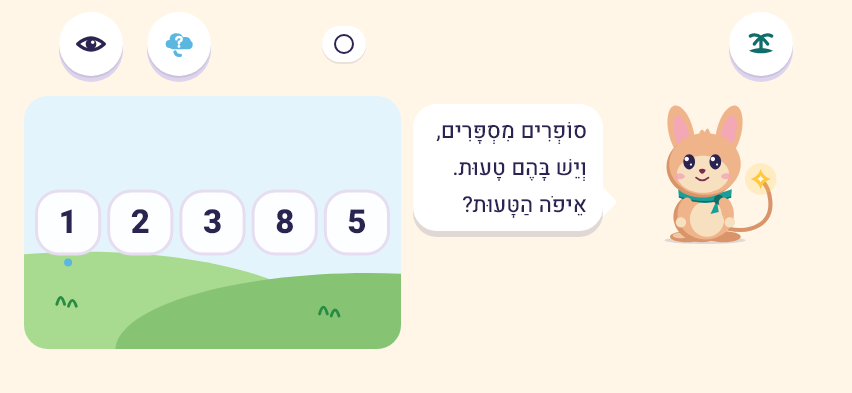 סוֹפְרִים מִסְפָּרִים,
וְיֵשׁ בָּהֶם טָעוּת.
אֵיפֹה הַטָּעוּת?
1 2 3 8 5
?